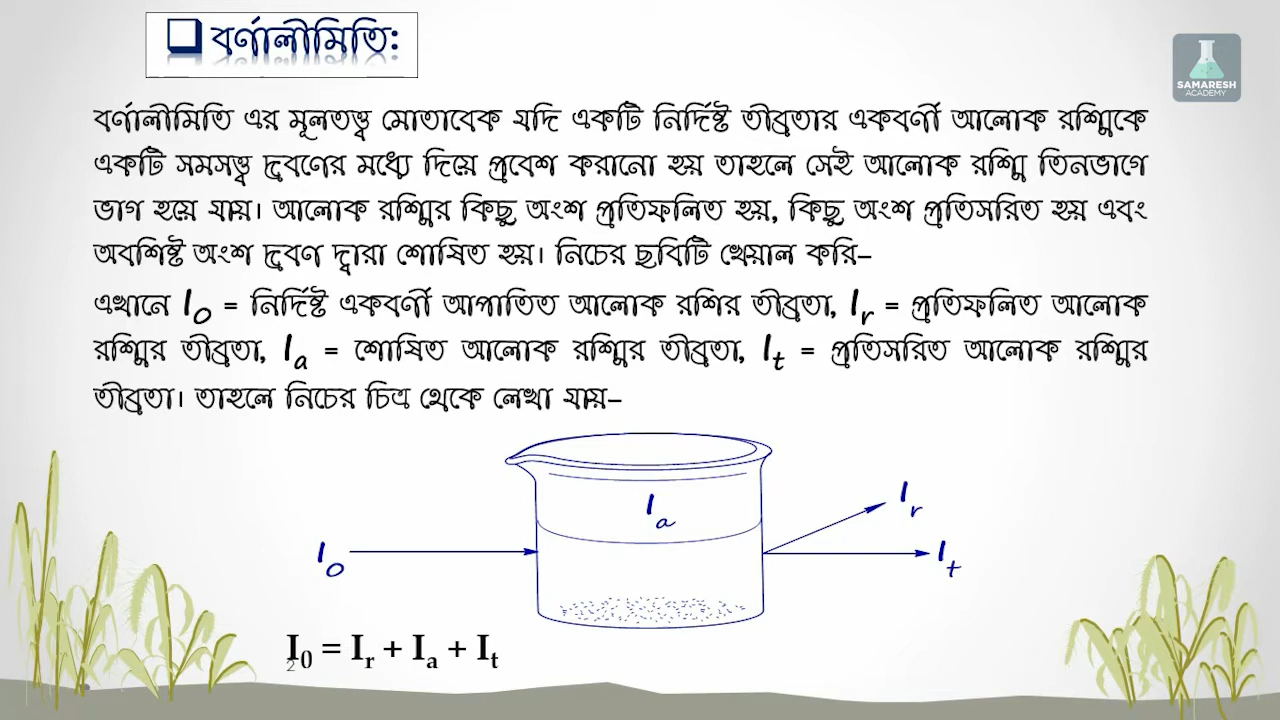 ❑ বর্ণালীমিতি:
SAMARESH
ACADEMY
বর্ণালীমিতি এর মূলতত্ত্ব মোতাবেক যদি একটি নির্দিষ্ট তীব্রতার একবর্ণী আলোক রশ্মিকে
একটি সমসত্ত্ব দ্রবণের মধ্যে দিয়ে প্রবেশ করানো হয় তাহলে সেই আলোক রশ্মি তিনভাগে
ভাগ হয়ে যায়। আলোক রশ্মির কিছু অংশ প্রতিফলিত হয়, কিছু অংশ প্রতিসরিত হয় এবং
অবশিষ্ট অংশ দ্রবণ দ্বারা শোষিত হয়। নিচের ছবিটি খেয়াল করি–
এখানে I₀ = নির্দিষ্ট একবর্ণী আপাতিত আলোক রশির তীব্রতা, Iᵣ = প্রতিফলিত আলোক
রশ্মির তীব্রতা, Iₐ = শোষিত আলোক রশ্মির তীব্রতা, Iₜ = প্রতিসরিত আলোক রশ্মির
তীব্রতা। তাহলে নিচের চিত্র থেকে লেখা যায়–
Iₐ
Iᵣ
I₀
Iₜ
I₀ = Iᵣ + Iₐ + Iₜ
2